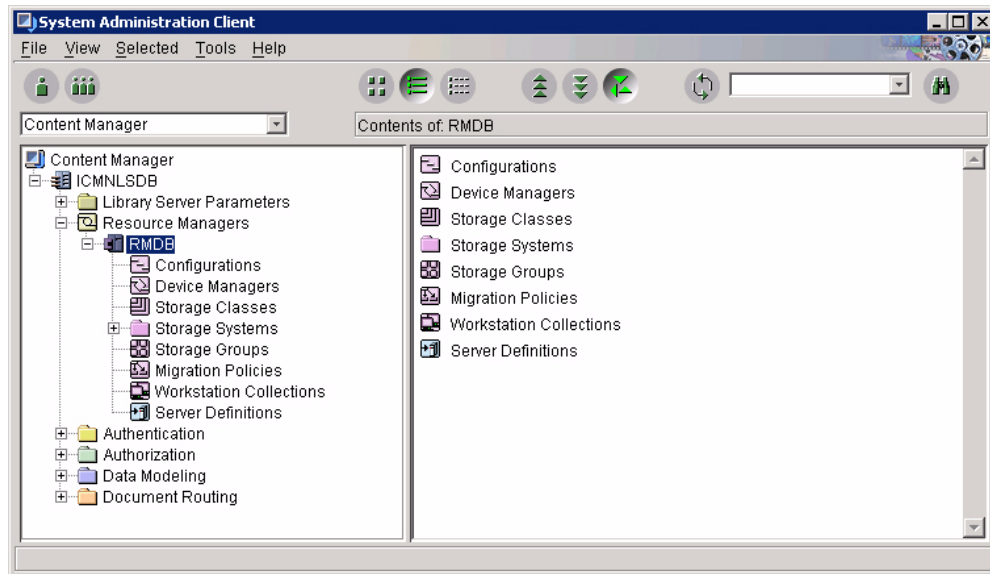 System Administration Client
File View Selected Tools Help
Content Manager
Contents of: RMDB
Content Manager
ICMNLSDB
Library Server Parameters
Resource Managers
RMDB
Configurations
Device Managers
Storage Classes
Storage Systems
Storage Groups
Migration Policies
Workstation Collections
Server Definitions
Authentication
Authorization
Data Modeling
Document Routing
Configurations
Device Managers
Storage Classes
Storage Systems
Storage Groups
Migration Policies
Workstation Collections
Server Definitions